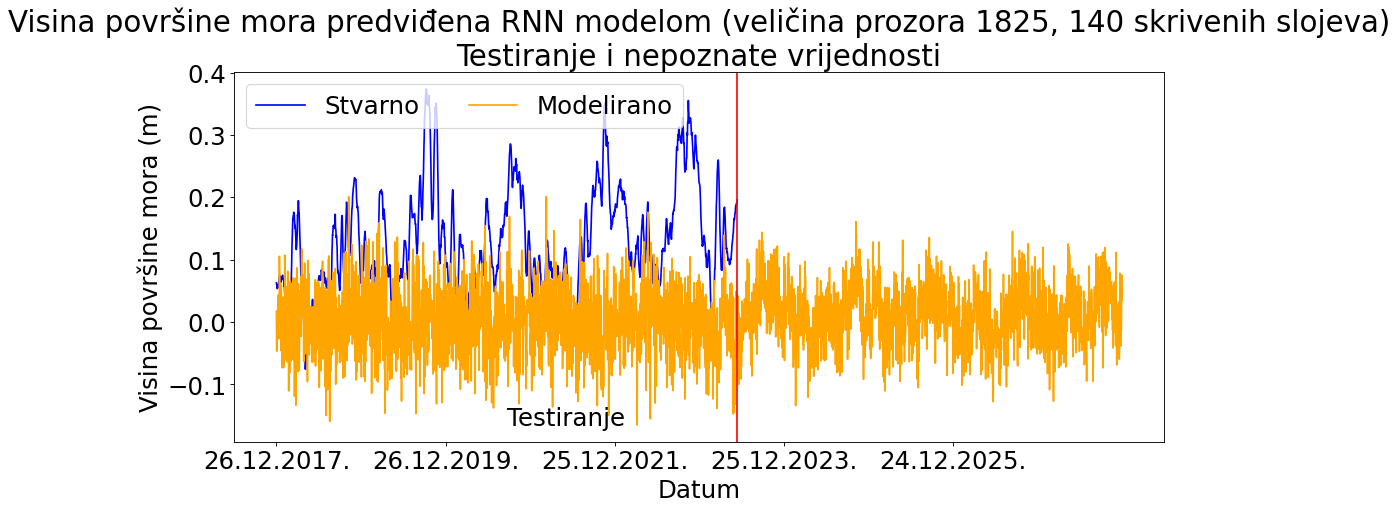 Visina površine mora predviđena RNN modelom (veličina prozora 1825, 140 skrivenih slojeva)
Testiranje i nepoznate vrijednosti
Stvarno
Modelirano
Visina površine mora (m)
0.4
0.3
0.2
0.1
0.0
−0.1
Testiranje
26.12.2017.
26.12.2019.
25.12.2021.
25.12.2023.
24.12.2025.
Datum